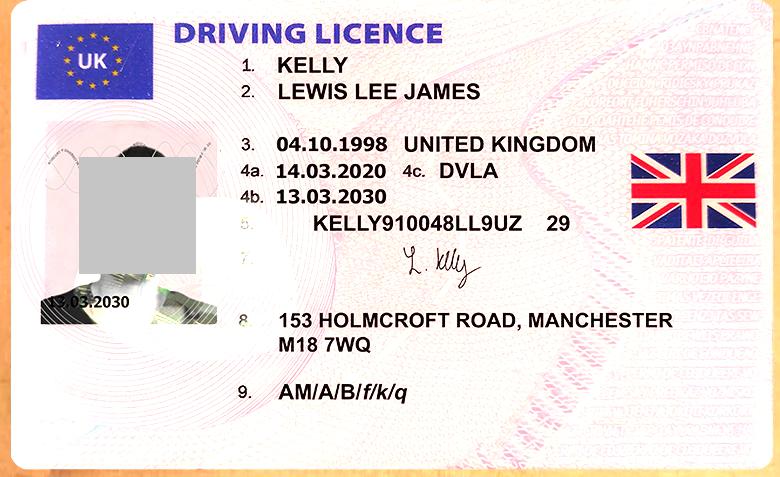 DRIVING LICENCE
UK
1. KELLY
2. LEWIS LEE JAMES
3. 04.10.1998 UNITED KINGDOM
4a. 14.03.2020 4c. DVLA
4b. 13.03.2030
5. KELLY910048LL9UZ 29
7. L. Kelly
13.03.2030
8. 153 HOLMCROFT ROAD, MANCHESTER
M18 7WQ
9. AM/A/B/f/k/q